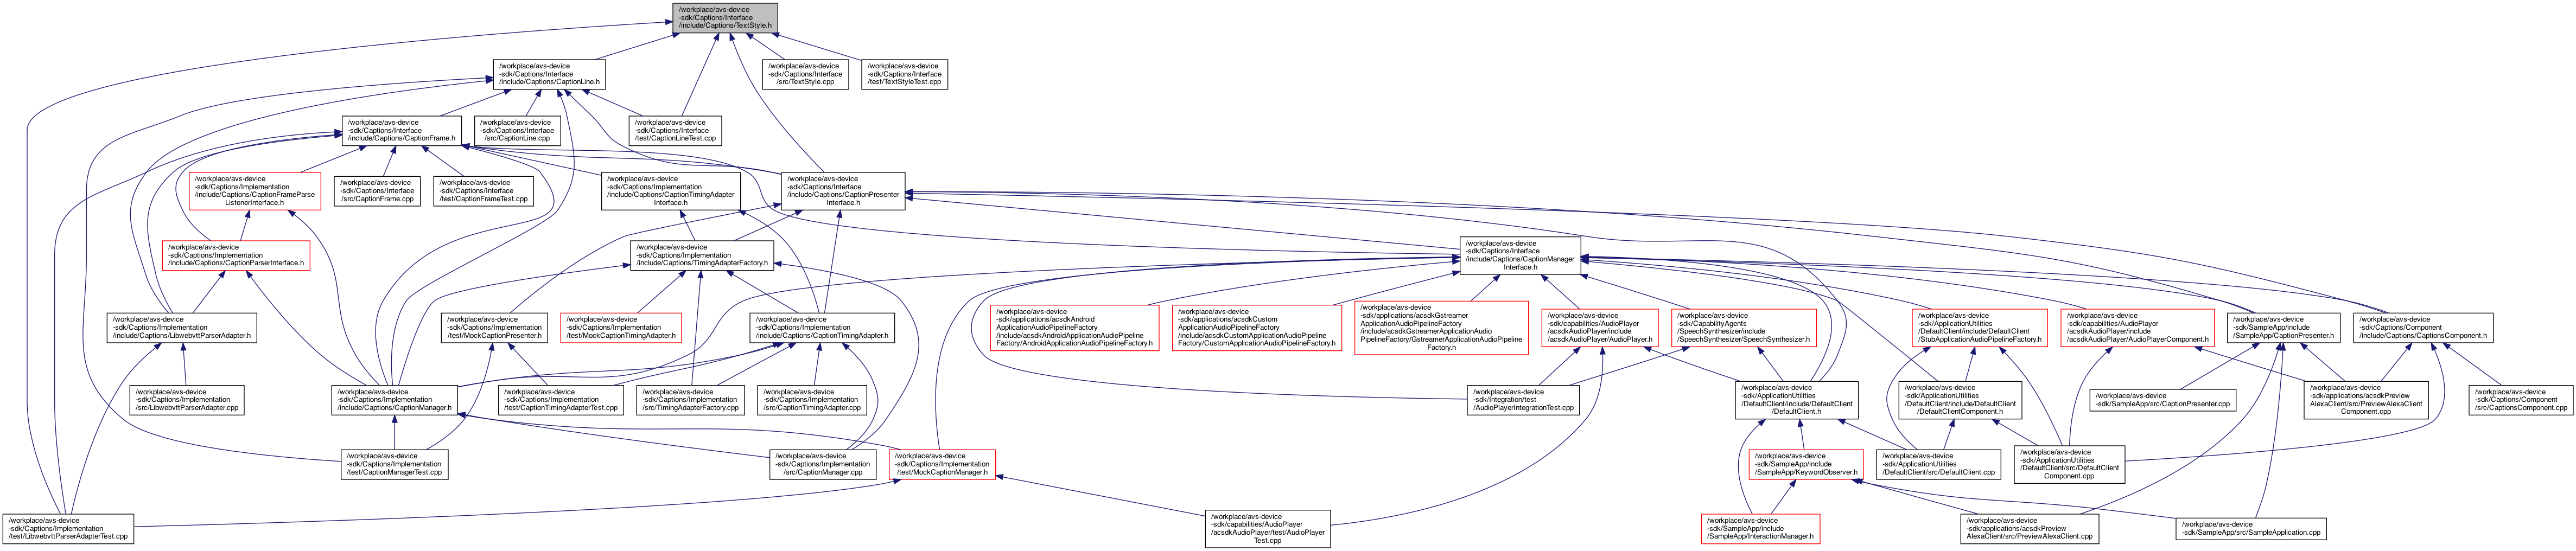 /workplace/avs-device
-sdk/Captions/Interface
/include/Captions/TextStyle.h
/workplace/avs-device
-sdk/Captions/Interface
/include/Captions/CaptionLine.h
/workplace/avs-device
-sdk/Captions/Interface
/src/TextStyle.cpp
/workplace/avs-device
-sdk/Captions/Interface
/test/TextStyleTest.cpp
/workplace/avs-device
-sdk/Captions/Interface
/include/Captions/CaptionFrame.h
/workplace/avs-device
-sdk/Captions/Interface
/src/CaptionLine.cpp
/workplace/avs-device
-sdk/Captions/Interface
/test/CaptionLineTest.cpp
/workplace/avs-device
-sdk/Captions/Implementation
/include/Captions/CaptionFrameParse
ListenerInterface.h
/workplace/avs-device
-sdk/Captions/Interface
/src/CaptionFrame.cpp
/workplace/avs-device
-sdk/Captions/Interface
/test/CaptionFrameTest.cpp
/workplace/avs-device
-sdk/Captions/Implementation
/include/Captions/CaptionTimingAdapter
Interface.h
/workplace/avs-device
-sdk/Captions/Interface
/include/Captions/CaptionPresenter
Interface.h
/workplace/avs-device
-sdk/Captions/Implementation
/include/Captions/CaptionParserInterface.h
/workplace/avs-device
-sdk/Captions/Implementation
/include/Captions/TimingAdapterFactory.h
/workplace/avs-device
-sdk/Captions/Interface
/include/Captions/CaptionManager
Interface.h
/workplace/avs-device
-sdk/Captions/Implementation
/include/Captions/LibwebvttParserAdapter.h
/workplace/avs-device
-sdk/Captions/Implementation
/test/MockCaptionPresenter.h
/workplace/avs-device
-sdk/Captions/Implementation
/test/MockCaptionTimingAdapter.h
/workplace/avs-device
-sdk/Captions/Implementation
/include/Captions/CaptionTimingAdapter.h
/workplace/avs-device
-sdk/applications/acsdkAndroid
ApplicationAudioPipelineFactory
/include/acsdkAndroidApplicationAudioPipeline
Factory/AndroidApplicationAudioPipelineFactory.h
/workplace/avs-device
-sdk/applications/acsdkCustom
ApplicationAudioPipelineFactory
/include/acsdkCustomApplicationAudioPipeline
Factory/CustomApplicationAudioPipelineFactory.h
/workplace/avs-device
-sdk/applications/acsdkGstreamer
ApplicationAudioPipelineFactory
/include/acsdkGstreamerApplicationAudio
PipelineFactory/GstreamerApplicationAudioPipeline
Factory.h
/workplace/avs-device
-sdk/capabilities/AudioPlayer
/acsdkAudioPlayer/include
/acsdkAudioPlayer/AudioPlayer.h
/workplace/avs-device
-sdk/CapabilityAgents
/SpeechSynthesizer/include
/SpeechSynthesizer/SpeechSynthesizer.h
/workplace/avs-device
-sdk/ApplicationUtilities
/DefaultClient/include/DefaultClient
/StubApplicationAudioPipelineFactory.h
/workplace/avs-device
-sdk/capabilities/AudioPlayer
/acsdkAudioPlayer/include
/acsdkAudioPlayer/AudioPlayerComponent.h
/workplace/avs-device
-sdk/SampleApp/include
/SampleApp/CaptionPresenter.h
/workplace/avs-device
-sdk/Captions/Component
/include/Captions/CaptionsComponent.h
/workplace/avs-device
-sdk/Captions/Implementation
/src/LibwebvttParserAdapter.cpp
/workplace/avs-device
-sdk/Captions/Implementation
/include/Captions/CaptionManager.h
/workplace/avs-device
-sdk/Captions/Implementation
/test/CaptionTimingAdapterTest.cpp
/workplace/avs-device
-sdk/Captions/Implementation
/src/TimingAdapterFactory.cpp
/workplace/avs-device
-sdk/Captions/Implementation
/src/CaptionTimingAdapter.cpp
/workplace/avs-device
-sdk/Integration/test
/AudioPlayerIntegrationTest.cpp
/workplace/avs-device
-sdk/ApplicationUtilities
/DefaultClient/include/DefaultClient
/DefaultClient.h
/workplace/avs-device
-sdk/ApplicationUtilities
/DefaultClient/include/DefaultClient
/DefaultClientComponent.h
/workplace/avs-device
-sdk/SampleApp/src/CaptionPresenter.cpp
/workplace/avs-device
-sdk/applications/acsdkPreview
AlexaClient/src/PreviewAlexaClient
Component.cpp
/workplace/avs-device
-sdk/Captions/Component
/src/CaptionsComponent.cpp
/workplace/avs-device
-sdk/Captions/Implementation
/test/CaptionManagerTest.cpp
/workplace/avs-device
-sdk/Captions/Implementation
/src/CaptionManager.cpp
/workplace/avs-device
-sdk/Captions/Implementation
/test/MockCaptionManager.h
/workplace/avs-device
-sdk/SampleApp/include
/SampleApp/KeywordObserver.h
/workplace/avs-device
-sdk/ApplicationUtilities
/DefaultClient/src/DefaultClient.cpp
/workplace/avs-device
-sdk/ApplicationUtilities
/DefaultClient/src/DefaultClient
Component.cpp
/workplace/avs-device
-sdk/Captions/Implementation
/test/LibwebvttParserAdapterTest.cpp
/workplace/avs-device
-sdk/capabilities/AudioPlayer
/acsdkAudioPlayer/test/AudioPlayer
Test.cpp
/workplace/avs-device
-sdk/SampleApp/include
/SampleApp/InteractionManager.h
/workplace/avs-device
-sdk/applications/acsdkPreview
AlexaClient/src/PreviewAlexaClient.cpp
/workplace/avs-device
-sdk/SampleApp/src/SampleApplication.cpp